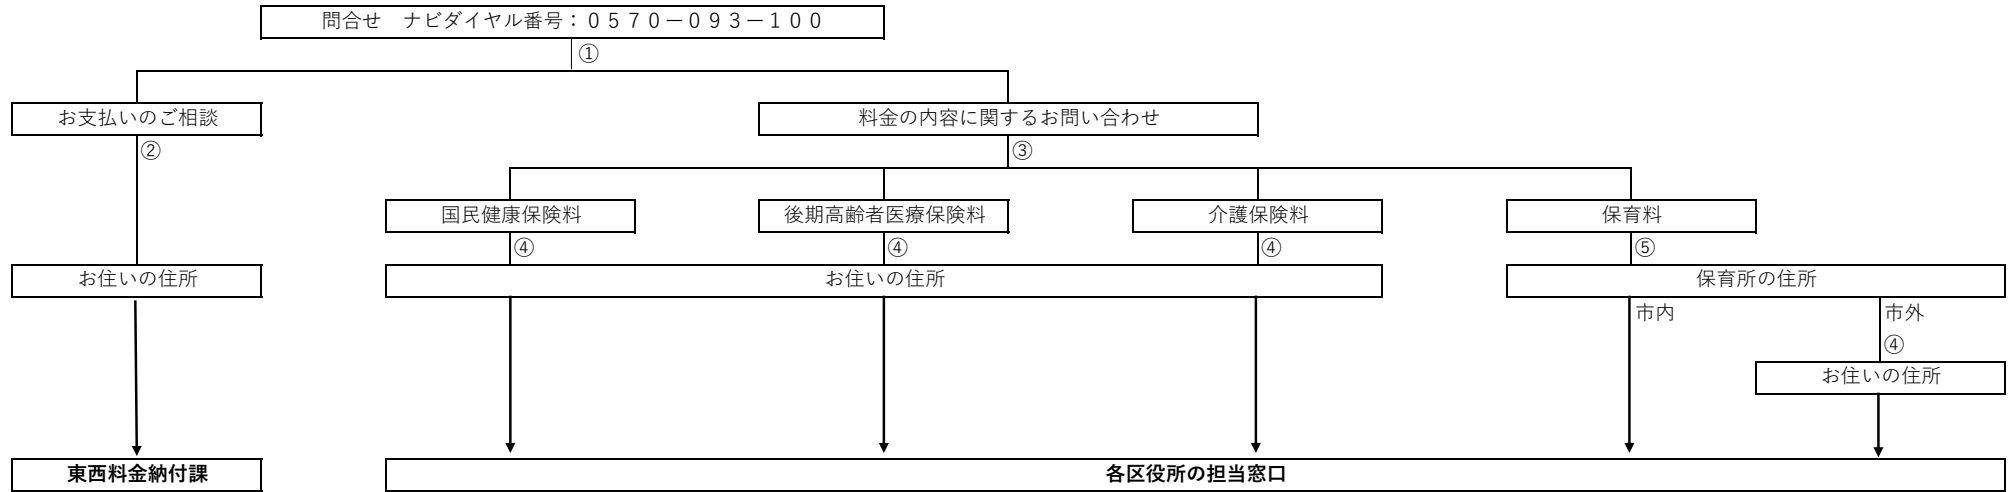 問合せ　ナビダイヤル番号：０５７０－０９３－１００
①
お支払いのご相談
料金の内容に関するお問い合わせ
②
③
国民健康保険料
後期高齢者医療保険料
介護保険料
保育料
④
④
④
⑤
お住いの住所
お住いの住所
保育所の住所
市内
市外
④
お住いの住所
東西料金納付課
各区役所の担当窓口